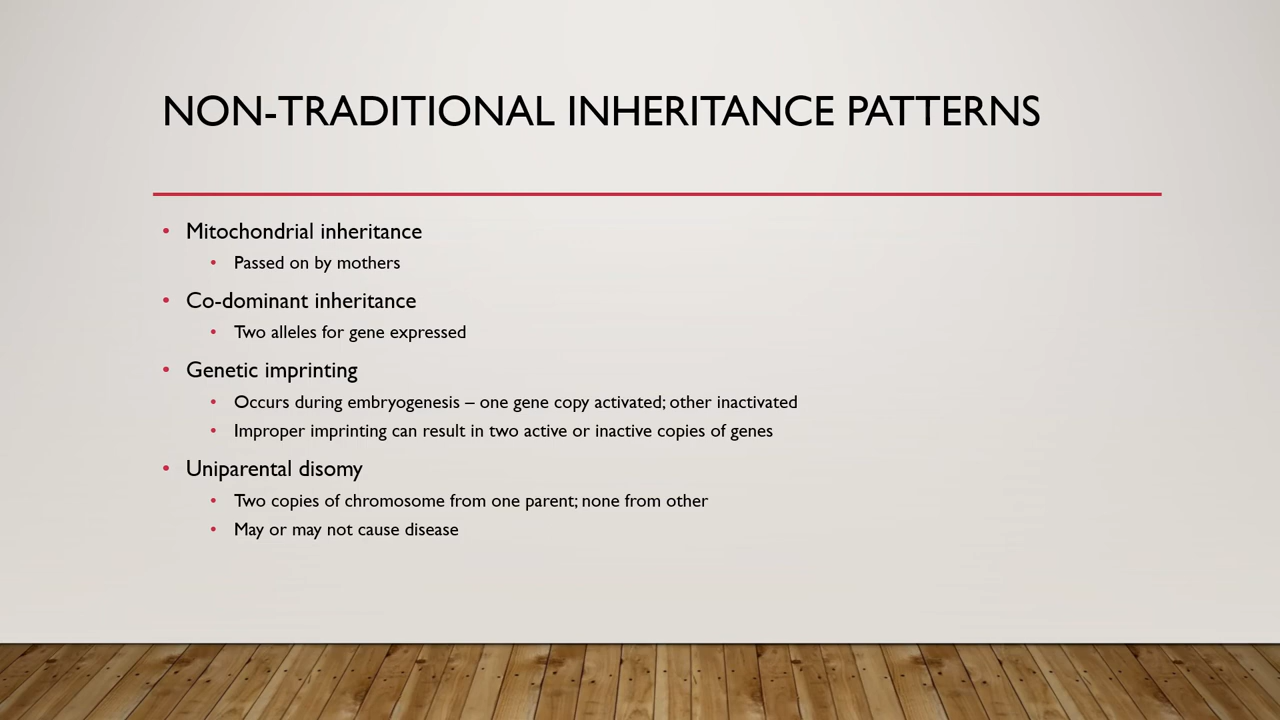 NON-TRADITIONAL INHERITANCE PATTERNS
• Mitochondrial inheritance
• Passed on by mothers
• Co-dominant inheritance
• Two alleles for gene expressed
• Genetic imprinting
• Occurs during embryogenesis – one gene copy activated; other inactivated
• Improper imprinting can result in two active or inactive copies of genes
• Uniparental disomy
• Two copies of chromosome from one parent; none from other
• May or may not cause disease